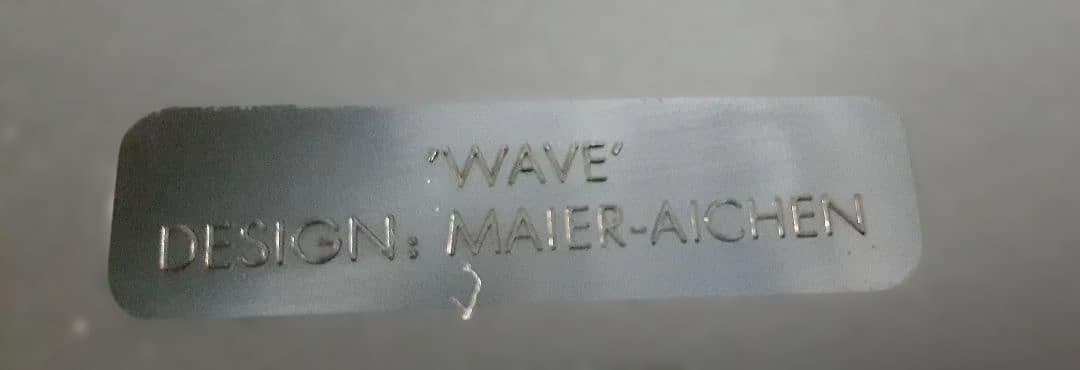 'WAVE'
DESIGN: MAIER-AICHEN